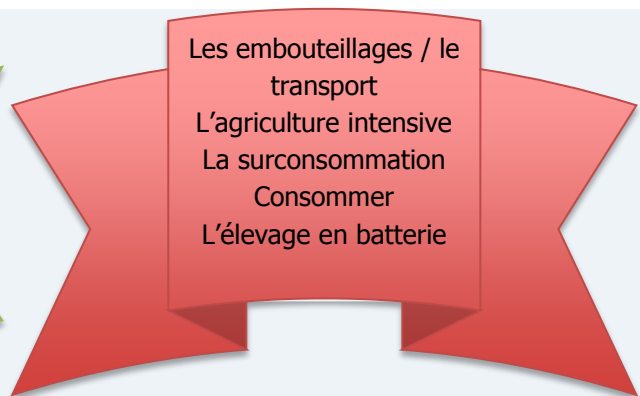 Les embouteillages / le
transport
L’agriculture intensive
La surconsommation
Consommer
L’élevage en batterie